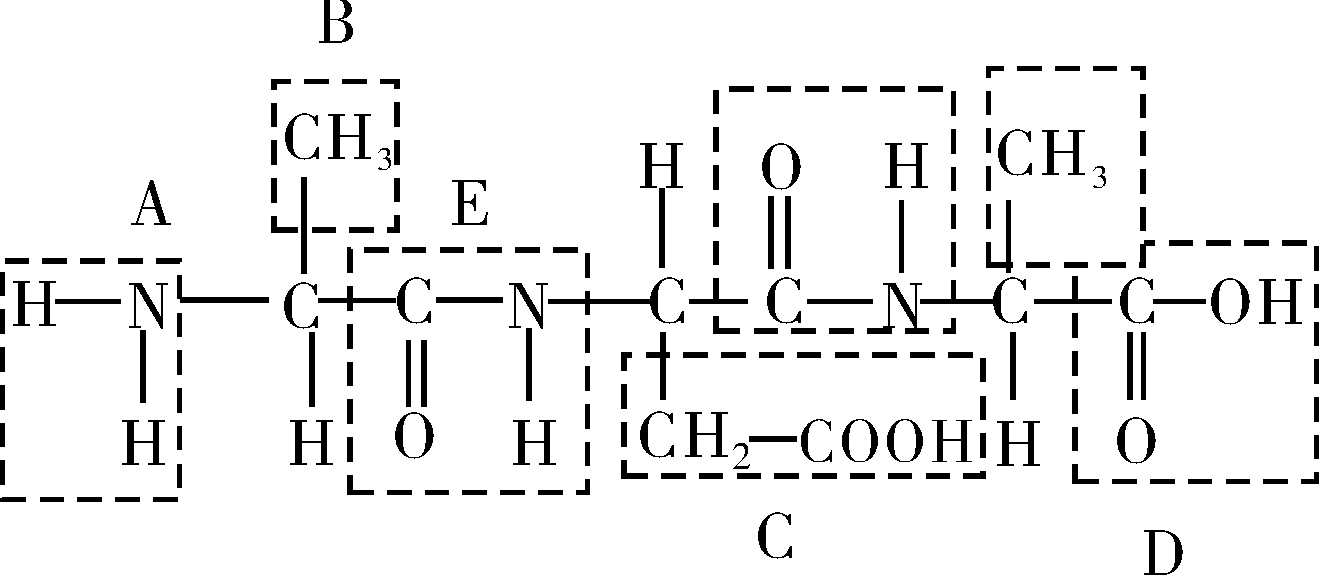 B
CH₃
H
O
H
CH₃
A
E
H—N—C—C—N—C—C—N—C—C—OH
H
H
O
H
CH₂—COOH
H
O
C
D